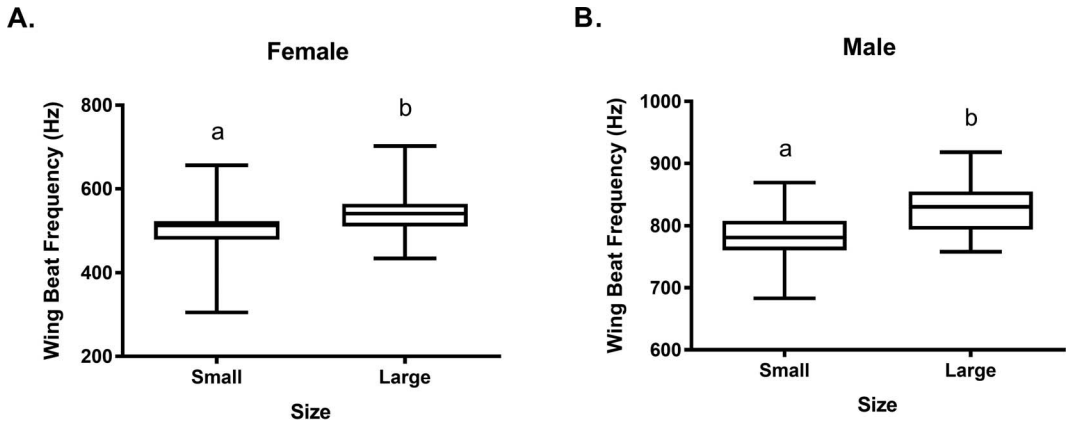 A.
Female
Wing Beat Frequency (Hz)
800
600
400
200
a
b
Small
Large
Size
B.
Male
Wing Beat Frequency (Hz)
1000
900
800
700
600
a
b
Small
Large
Size